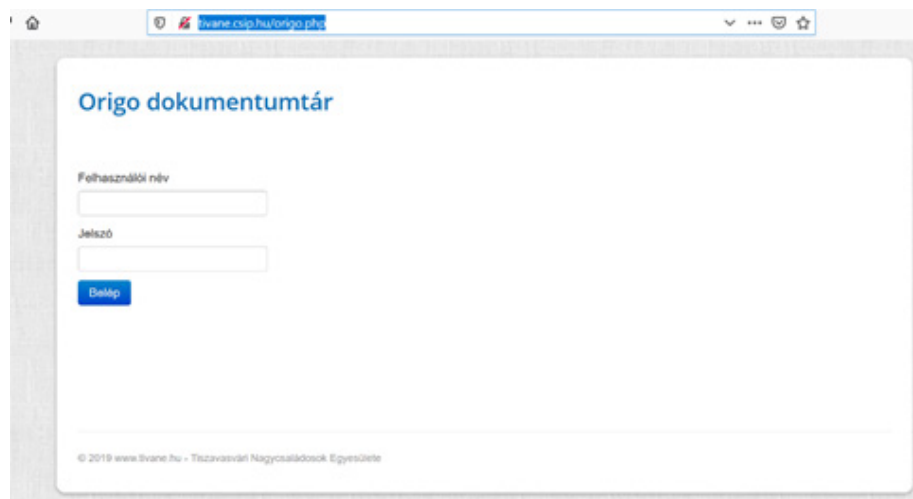 tivane.csip.hu/origo.php
Origo dokumentumtár
Felhasználói név
Jelszó
Belép
© 2019 www.tivane.hu - Tiszavasvári Nagycsaládosok Egyesülete